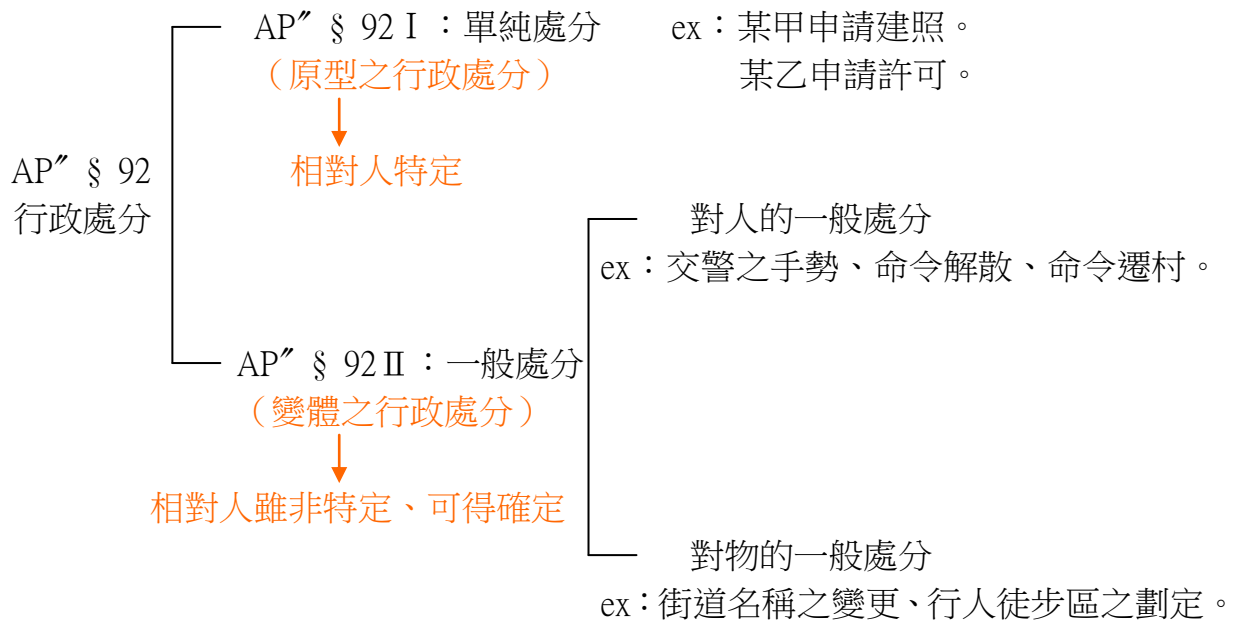 AP″§ 92Ⅰ：單純處分 ex：某甲申請建照。
（原型之行政處分） 某乙申請許可。
相對人特定
AP″§ 92
行政處分
對人的一般處分
ex：交警之手勢、命令解散、命令遷村。
AP″§ 92Ⅱ：一般處分
（變體之行政處分）
相對人雖非特定、可得確定
對物的一般處分
ex：街道名稱之變更、行人徒步區之劃定。